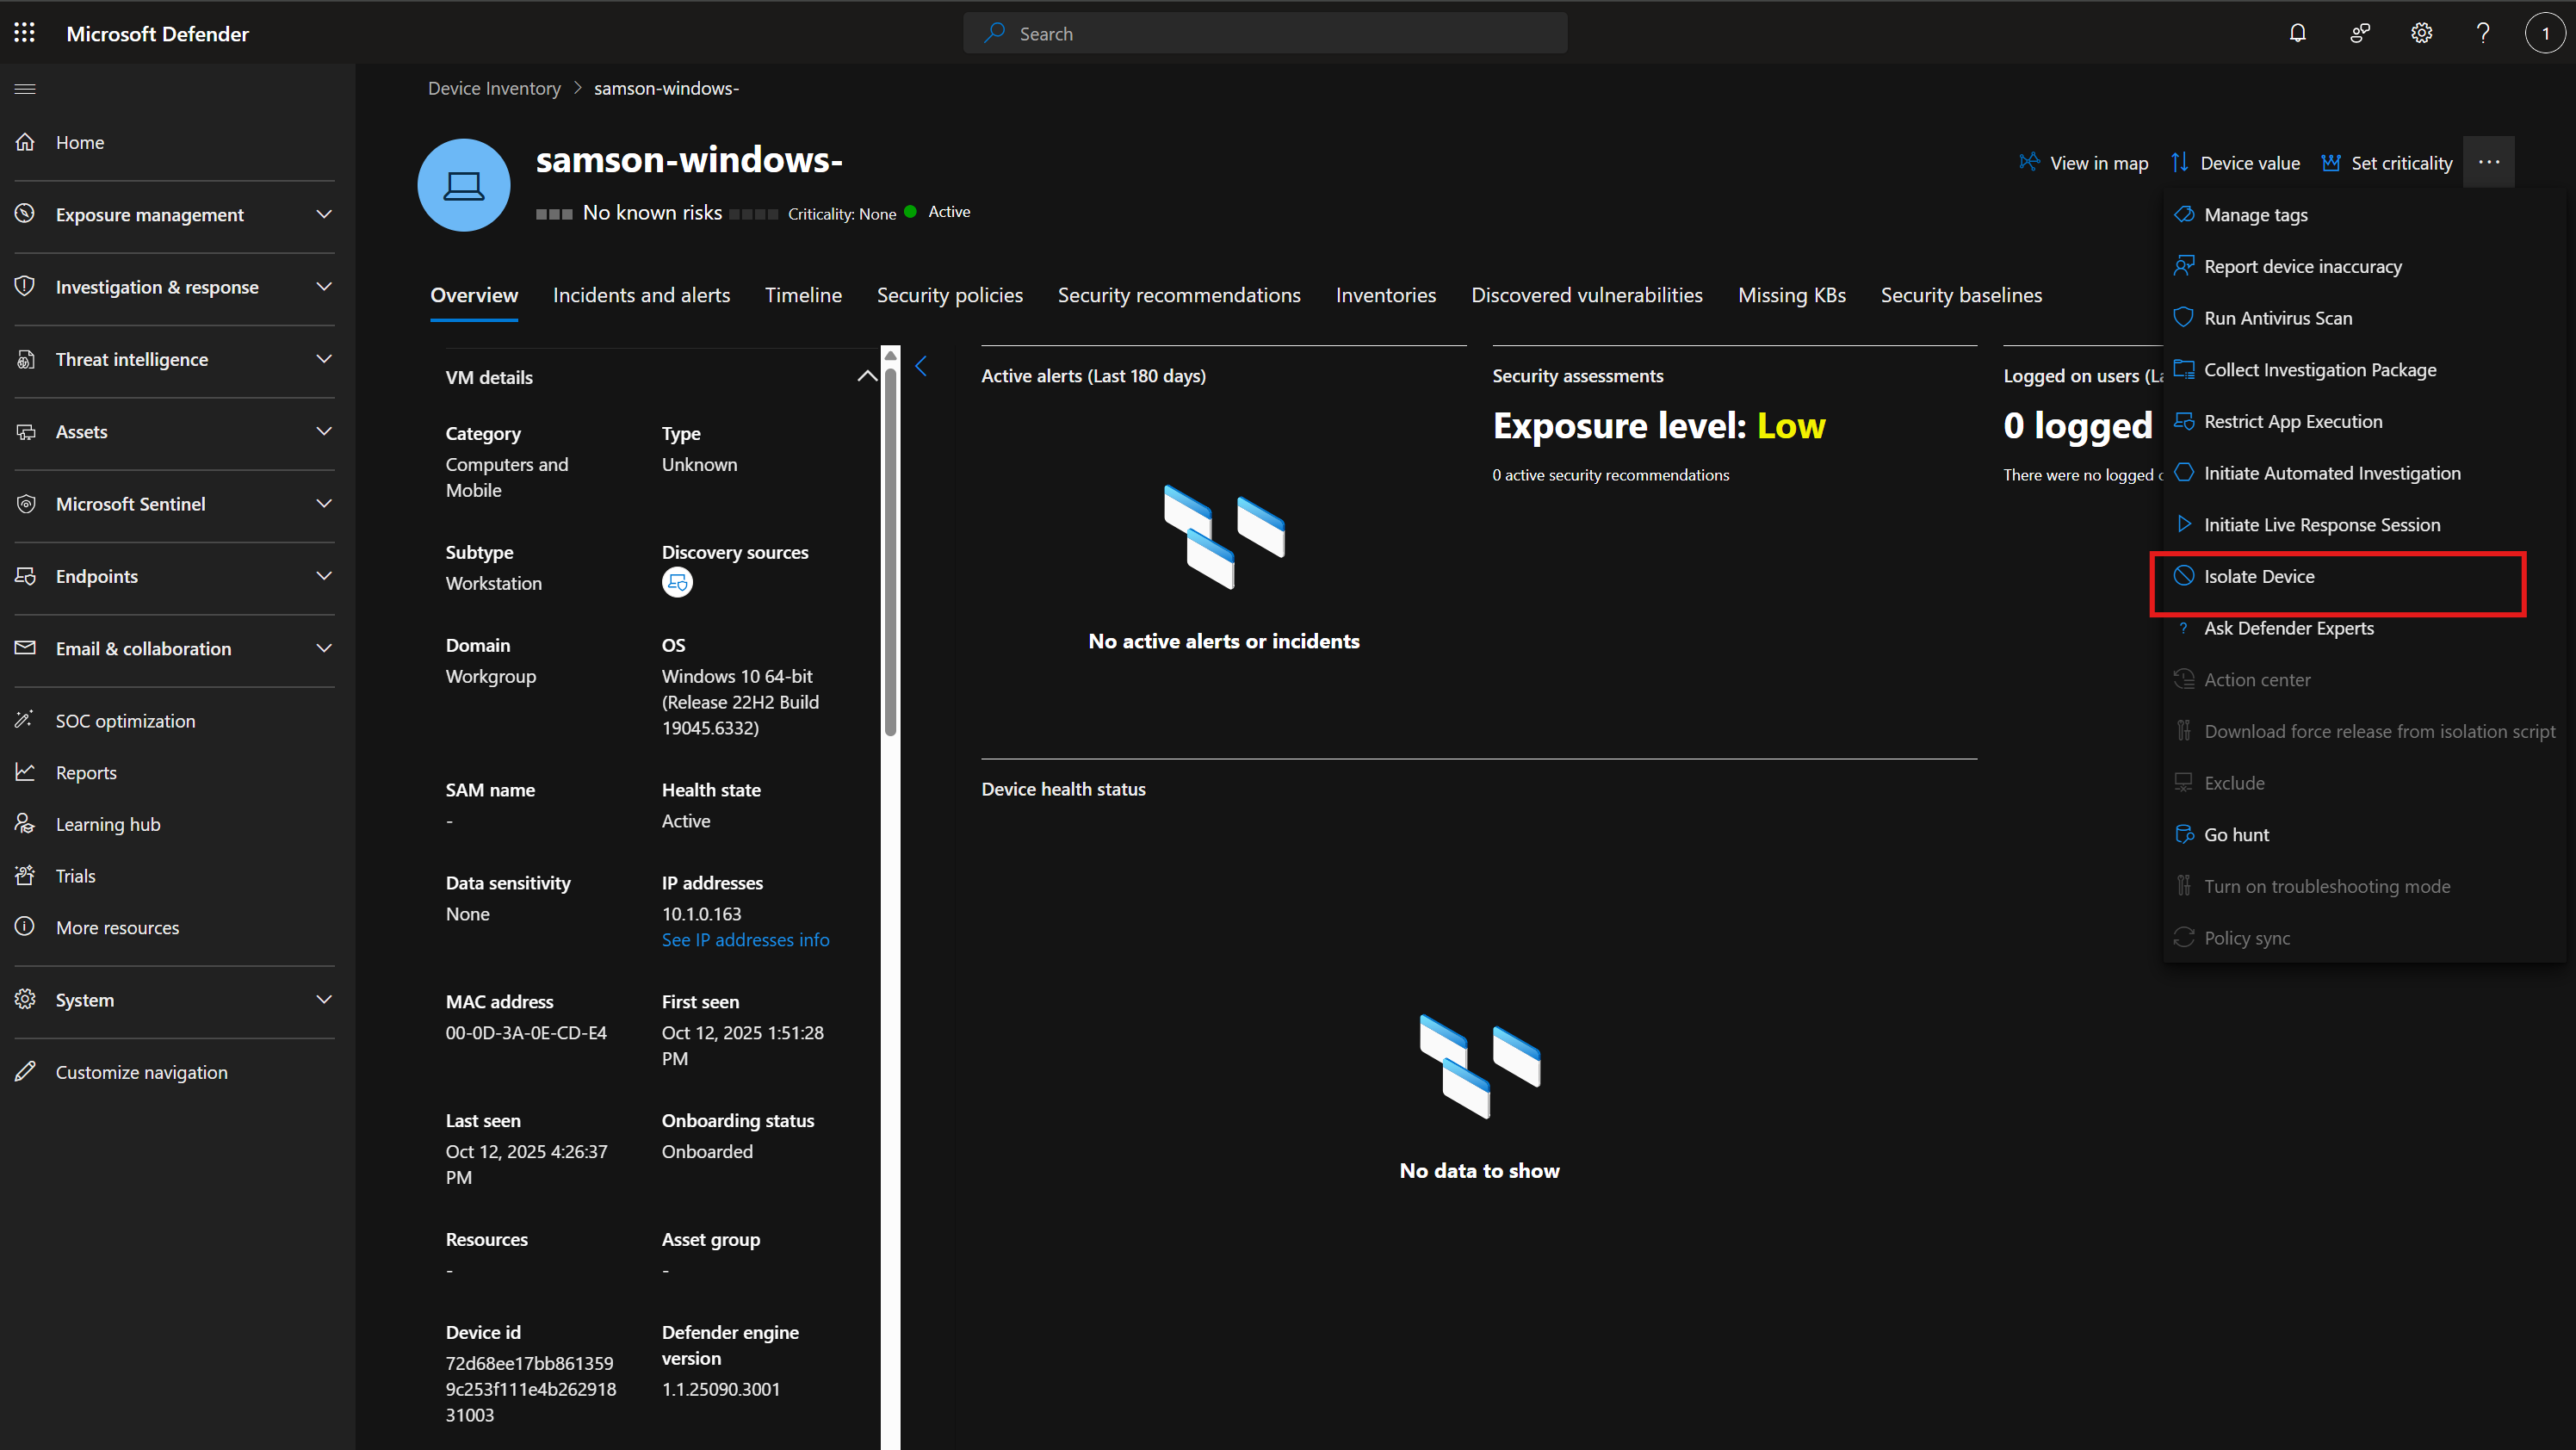 Microsoft Defender
Search
1
Device Inventory > samson-windows-
Home
Exposure management
Investigation & response
Threat intelligence
Assets
Microsoft Sentinel
Endpoints
Email & collaboration
SOC optimization
Reports
Learning hub
Trials
More resources
System
Customize navigation
samson-windows-
No known risks Criticality: None Active
View in map Device value Set criticality ...
Overview Incidents and alerts Timeline Security policies Security recommendations Inventories Discovered vulnerabilities Missing KBs Security baselines
VM details
Category Type
Computers and Unknown
Mobile
Subtype Discovery sources
Workstation
Domain OS
Workgroup Windows 10 64-bit
(Release 22H2 Build
19045.6332)
SAM name Health state
- Active
Data sensitivity IP addresses
None 10.1.0.163
See IP addresses info
MAC address First seen
00-0D-3A-0E-CD-E4 Oct 12, 2025 1:51:28
PM
Last seen Onboarding status
Oct 12, 2025 4:26:37 Onboarded
PM
Resources Asset group
- -
Device id Defender engine
version
72d68ee17bb861359
9c253f111e4b262918 1.1.25090.3001
31003
Active alerts (Last 180 days)
No active alerts or incidents
Security assessments
Exposure level: Low
0 active security recommendations
Logged on users (La
0 logged
There were no logged
Device health status
No data to show
Manage tags
Report device inaccuracy
Run Antivirus Scan
Collect Investigation Package
Restrict App Execution
Initiate Automated Investigation
Initiate Live Response Session
Isolate Device
? Ask Defender Experts
Action center
Download force release from isolation script
Exclude
Go hunt
Turn on troubleshooting mode
Policy sync